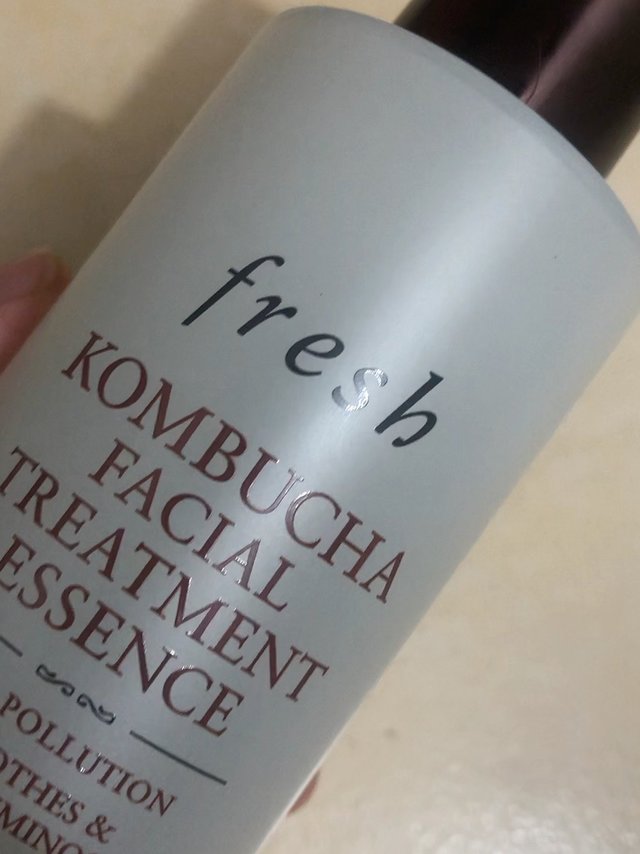 fresh
KOMBUCHA
FACIAL
TREATMENT
ESSENCE
POLLUTION
&